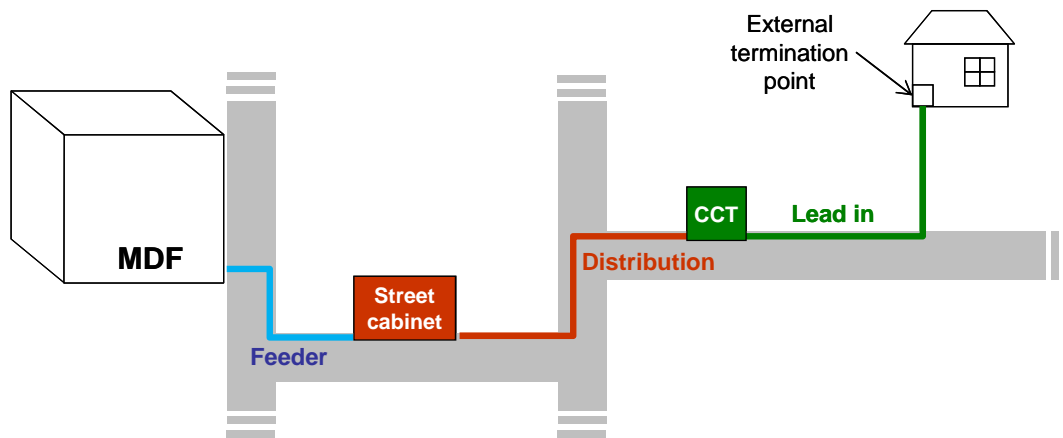 External
termination
point
CCT
Lead in
MDF
Distribution
Street
cabinet
Feeder